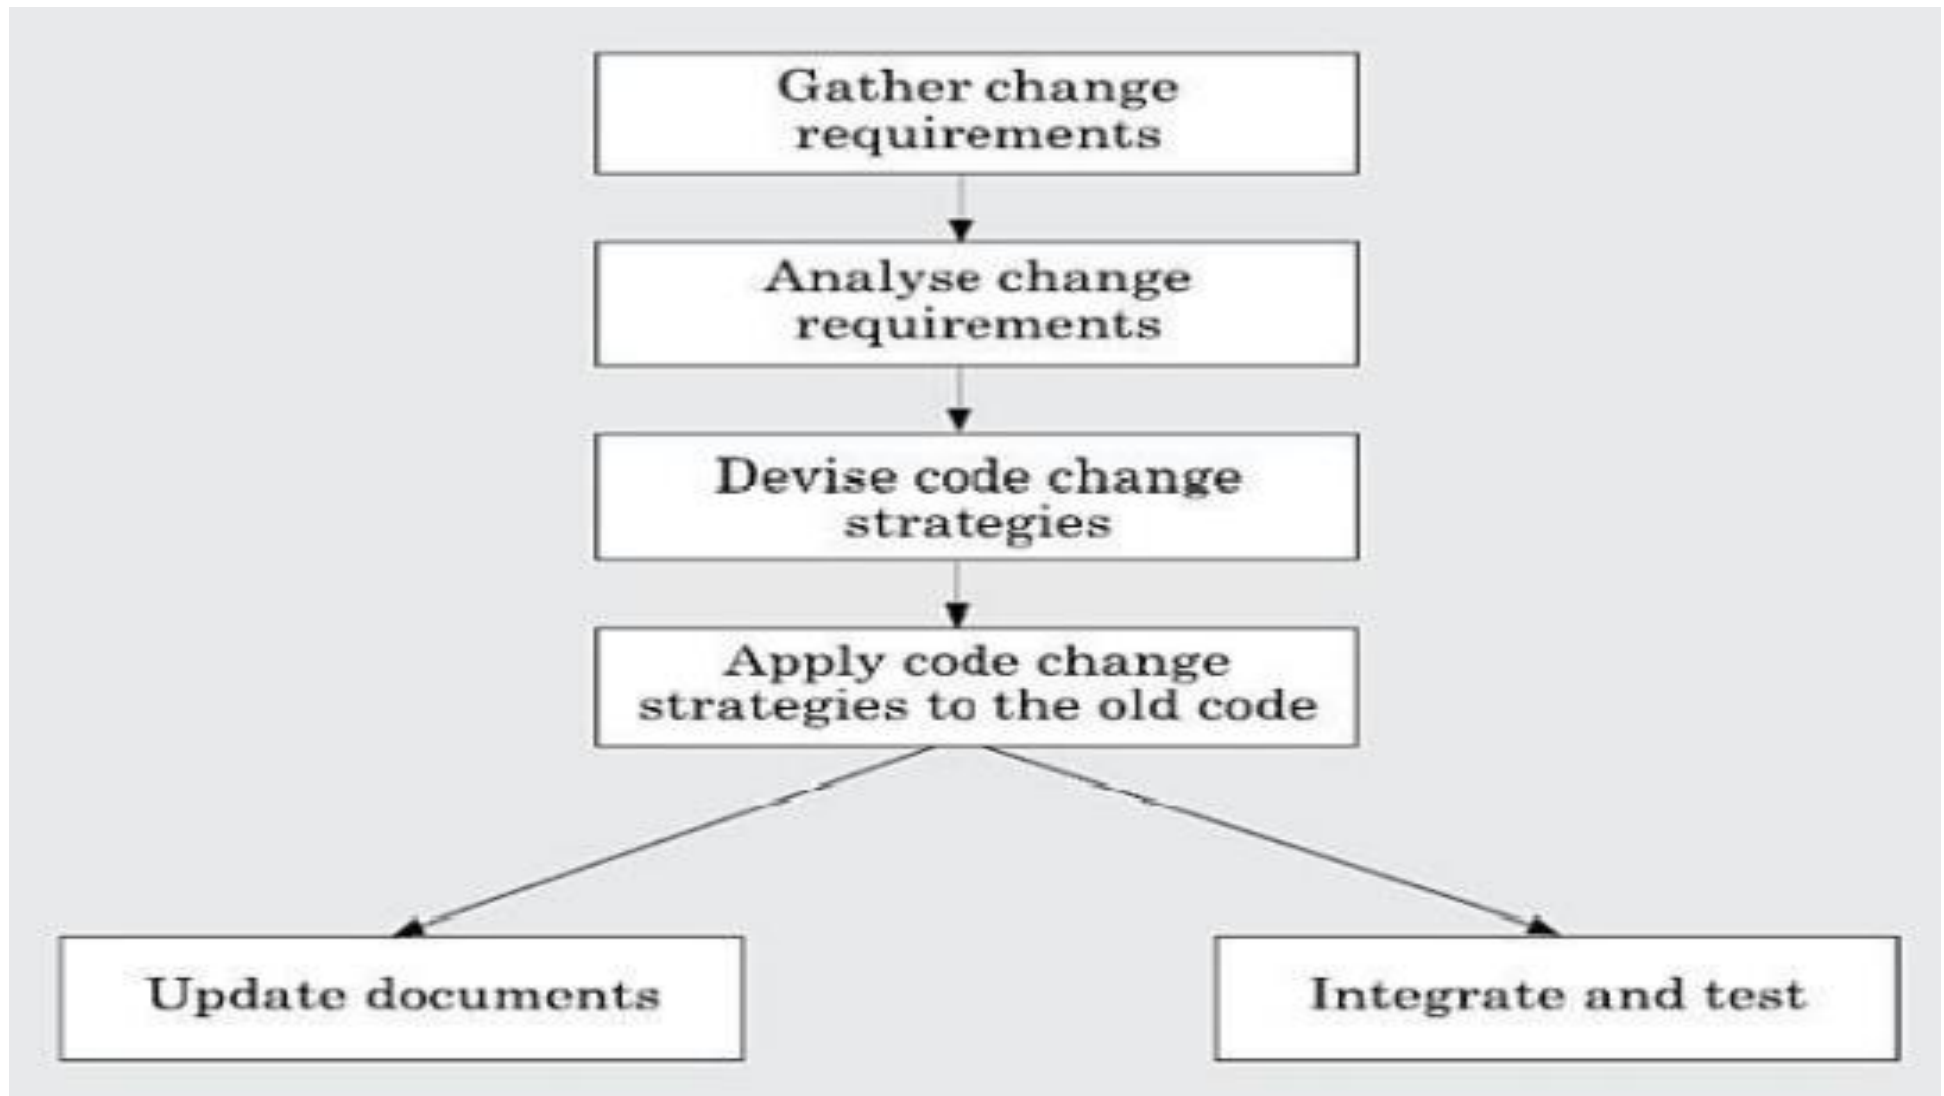 Gather change
requirements
Analyse change
requirements
Devise code change
strategies
Apply code change
strategies to the old code
Update documents
Integrate and test